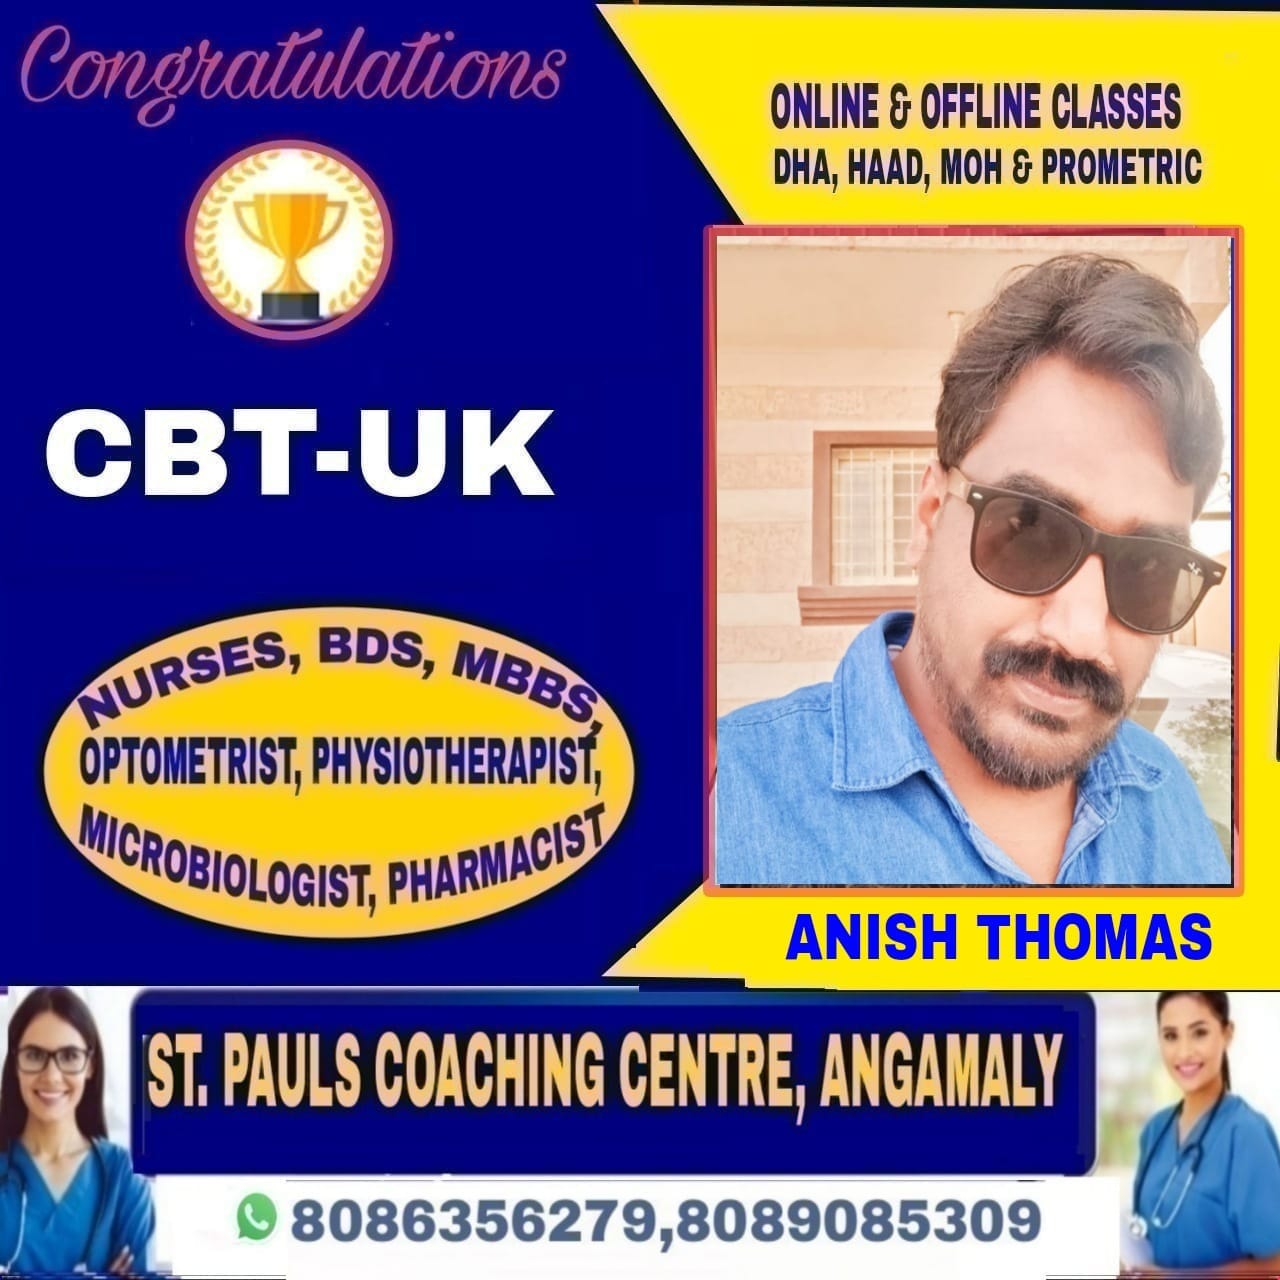 Congratulations
ONLINE & OFFLINE CLASSES
DHA, HAAD, MOH & PROMETRIC
CBT-UK
NURSES, BDS, MBBS,
OPTOMETRIST, PHYSIOTHERAPIST,
MICROBIOLOGIST, PHARMACIST
ANISH THOMAS
ST. PAULS COACHING CENTRE, ANGAMALY
8086356279,8089085309